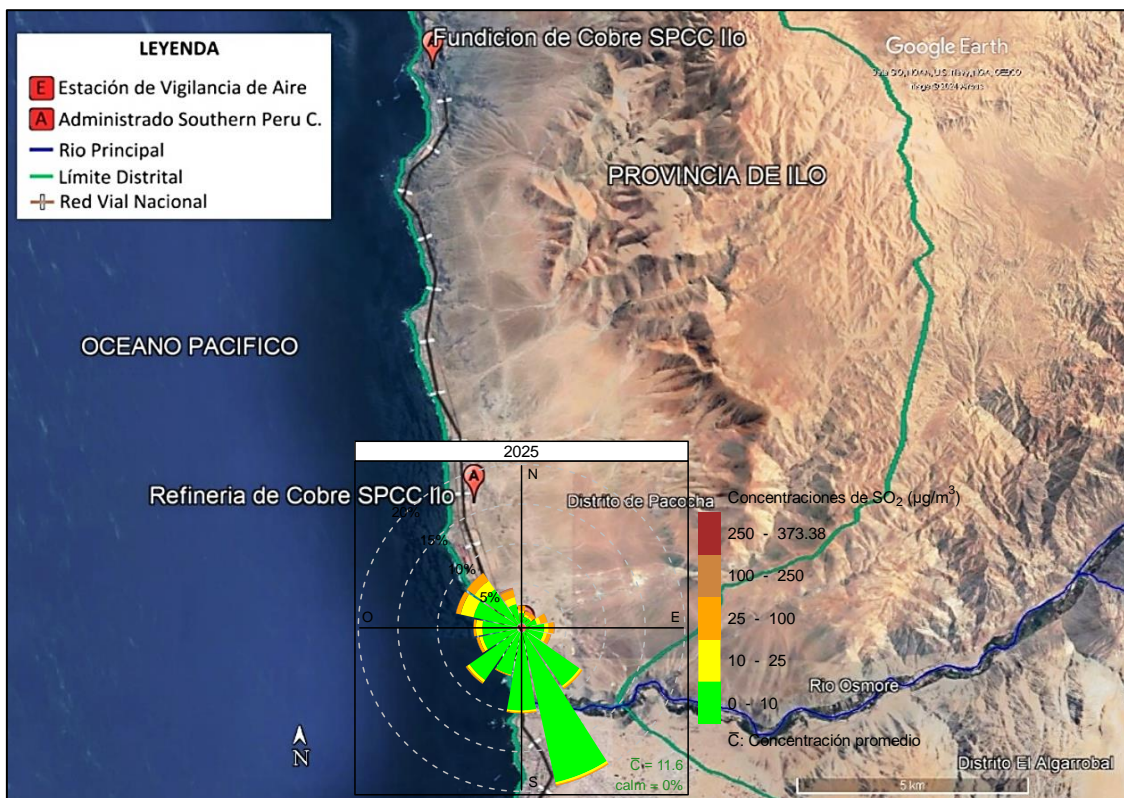 LEYENDA
E Estación de Vigilancia de Aire
A Administrado Southern Peru C.
Rio Principal
Límite Distrital
Red Vial Nacional
A
Fundicion de Cobre SPCC Ilo
Google Earth
PROVINCIA DE ILO
OCEANO PACIFICO
2025
N
A
Refineria de Cobre SPCC Ilo
Distrito de Pacocha
Concentraciones de SO2 (µg/m3)
20%
15%
10%
5%
O
E
S
250 - 373.38
100 - 250
25 - 100
10 - 25
0 - 10
C̅: Concentración promedio
Rio Osmore
N
C̅ = 11.6
calm = 0%
Distrito El Algarrobal
5 km